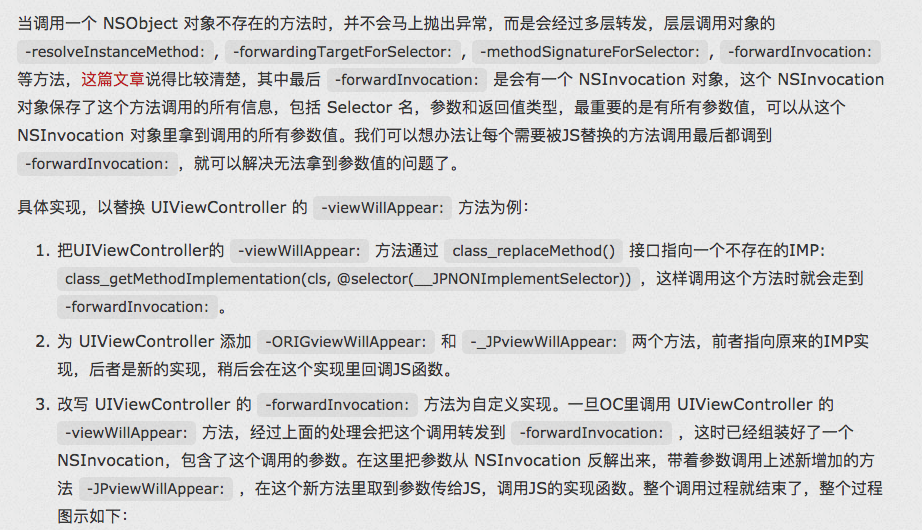 当调用一个 NSObject 对象不存在的方法时，并不会马上抛出异常，而是会经过多层转发，层层调用对象的
-resolveInstanceMethod:, -forwardingTargetForSelector:, -methodSignatureForSelector:, -forwardInvocation:
等方法，这篇文章说得比较清楚，其中最后 -forwardInvocation: 是会有一个 NSInvocation 对象，这个 NSInvocation
对象保存了这个方法调用的所有信息，包括 Selector 名，参数和返回值类型，最重要的是有所有参数值，可以从这个
NSInvocation 对象里拿到调用的所有参数值。我们可以想办法让每个需要被JS替换的方法调用最后都调到
-forwardInvocation:，就可以解决无法拿到参数值的问题了。
具体实现，以替换 UIViewController 的 -viewWillAppear: 方法为例：
1. 把UIViewController的 -viewWillAppear: 方法通过 class_replaceMethod() 接口指向一个不存在的IMP:
class_getMethodImplementation(cls, @selector(__JPNONImplementSelector))，这样调用这个方法时就会走到
-forwardInvocation:。
2. 为 UIViewController 添加 -ORIGviewWillAppear: 和 -_JPviewWillAppear: 两个方法，前者指向原来的IMP实
现，后者是新的实现，稍后会在这个实现里回调JS函数。
3. 改写 UIViewController 的 -forwardInvocation: 方法为自定义实现。一旦OC里调用 UIViewController 的
-viewWillAppear: 方法，经过上面的处理会把这个调用转发到 -forwardInvocation: ，这时已经组装好了一个
NSInvocation，包含了这个调用的参数。在这里把参数从 NSInvocation 反解出来，带着参数调用上述新增加的方
法 -JPviewWillAppear: ，在这个新方法里取到参数传给JS，调用JS的实现函数。整个调用过程就结束了，整个过程
图示如下：